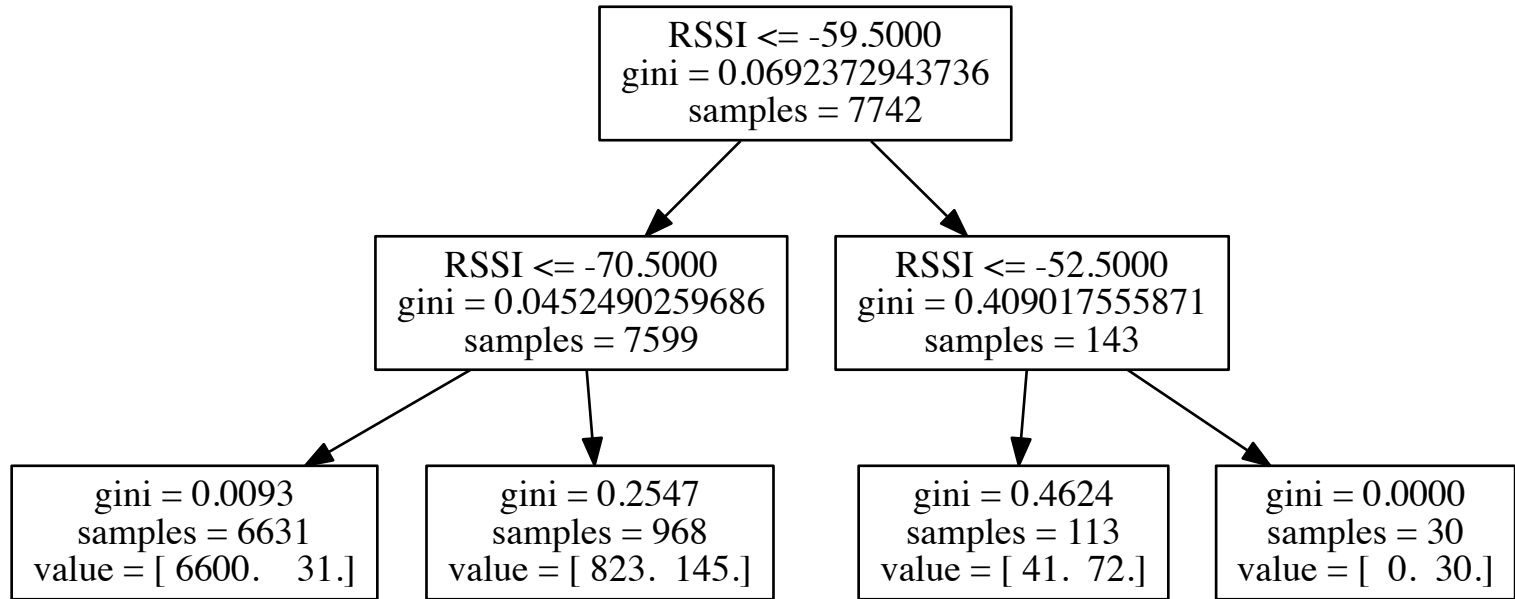 RSSI <= -59.5000
gini = 0.0692372943736
samples = 7742
RSSI <= -70.5000
gini = 0.0452490259686
samples = 7599
RSSI <= -52.5000
gini = 0.409017555871
samples = 143
gini = 0.0093
samples = 6631
value = [ 6600.    31.]
gini = 0.2547
samples = 968
value = [ 823.  145.]
gini = 0.4624
samples = 113
value = [ 41.  72.]
gini = 0.0000
samples = 30
value = [  0.  30.]